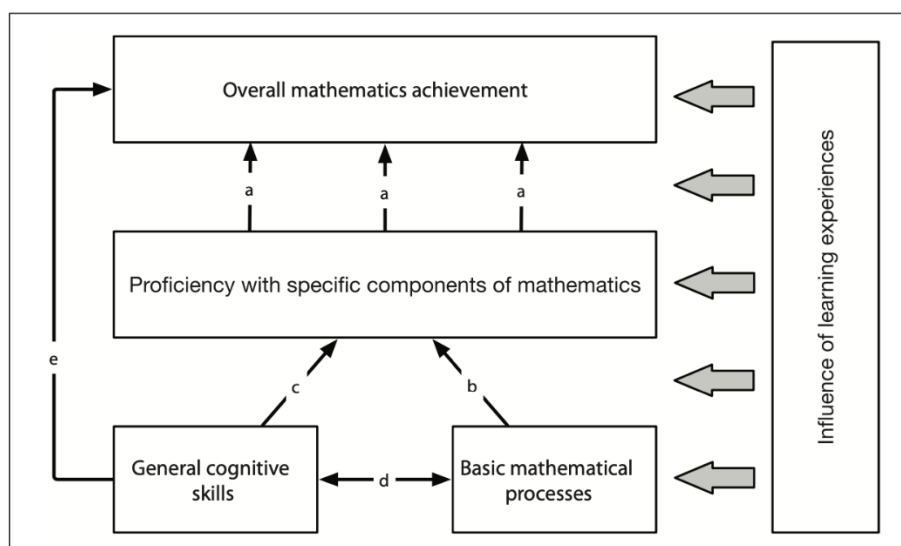 Overall mathematics achievement
a
a
a
Proficiency with specific components of mathematics
e
c
b
General cognitive
skills
d
Basic mathematical
processes
Influence of learning experiences